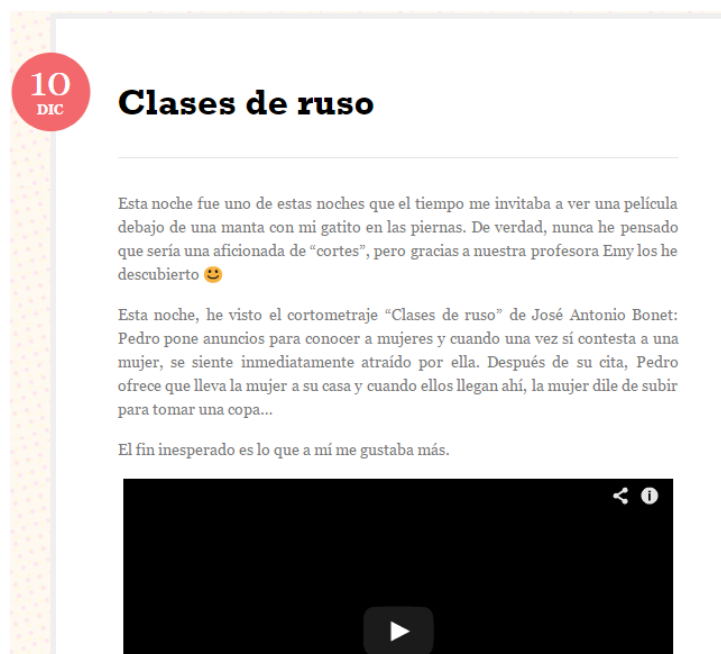 10
DIC
Clases de ruso
Esta noche fue uno de estas noches que el tiempo me invitaba a ver una película
debajo de una manta con mi gatito en las piernas. De verdad, nunca he pensado
que sería una aficionada de “cortes”, pero gracias a nuestra profesora Emy los he
descubierto 😃
Esta noche, he visto el cortometraje “Clases de ruso” de José Antonio Bonet:
Pedro pone anuncios para conocer a mujeres y cuando una vez sí contesta a una
mujer, se siente inmediatamente atraído por ella. Después de su cita, Pedro
ofrece que lleva la mujer a su casa y cuando ellos llegan ahí, la mujer dile de subir
para tomar una copa…
El fin inesperado es lo que a mí me gustaba más.